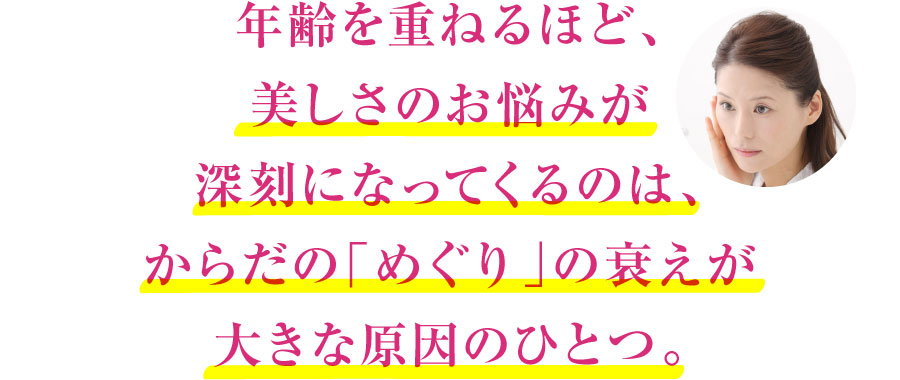 年齢を重ねるほど、
美しさのお悩みが
深刻になってくるのは、
からだの「めぐり」の衰えが
大きな原因のひとつ。